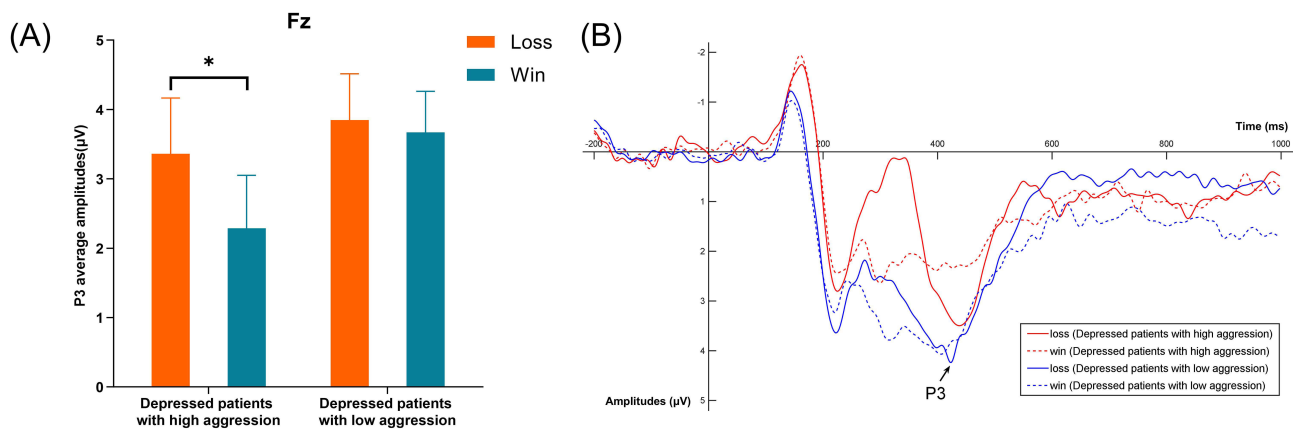 (A)
Fz
Loss
Win
*
P3 average amplitudes(μV)
5
4
3
2
1
0
Depressed patients
with high aggression
Depressed patients
with low aggression
(B)
-2
-1
Time (ms)
-200
200
400
600
800
1000
1
2
3
4
5
P3
Amplitudes (μV)
loss (Depressed patients with high aggression)
win (Depressed patients with high aggression)
loss (Depressed patients with low aggression)
win (Depressed patients with low aggression)